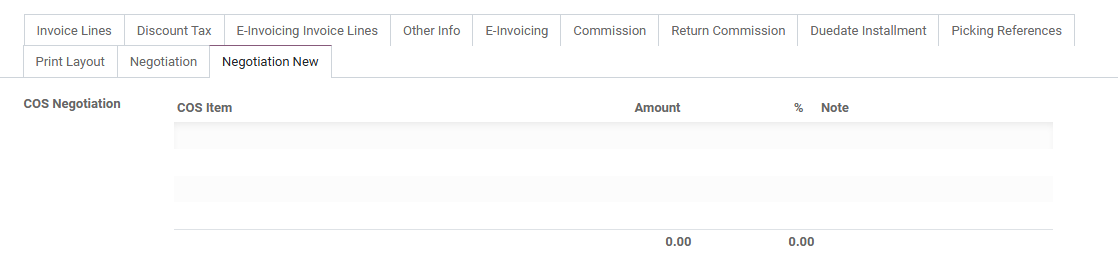 Invoice Lines Discount Tax E-Invoicing Invoice Lines Other Info E-Invoicing Commission Return Commission Duedate Installment Picking References
Print Layout Negotiation Negotiation New
COS Negotiation COS Item Amount % Note
0.00 0.00